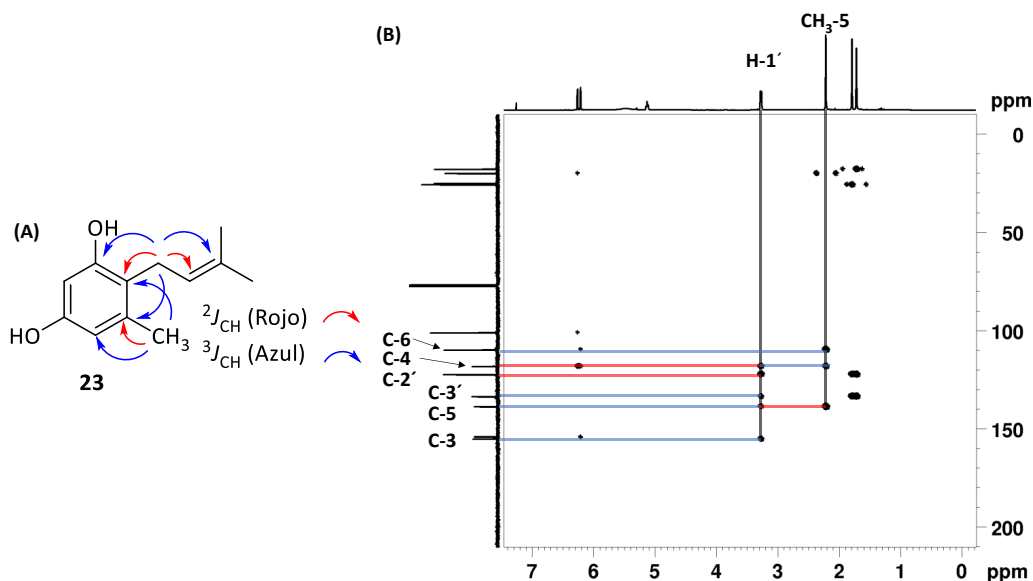 (B)
CH3-5
H-1´
ppm
0
50
100
150
200
(A)
OH
HO
CH3
23
2JCH (Rojo)
3JCH (Azul)
C-6
C-4
C-2´
C-3´
C-5
C-3
7 6 5 4 3 2 1 0 ppm